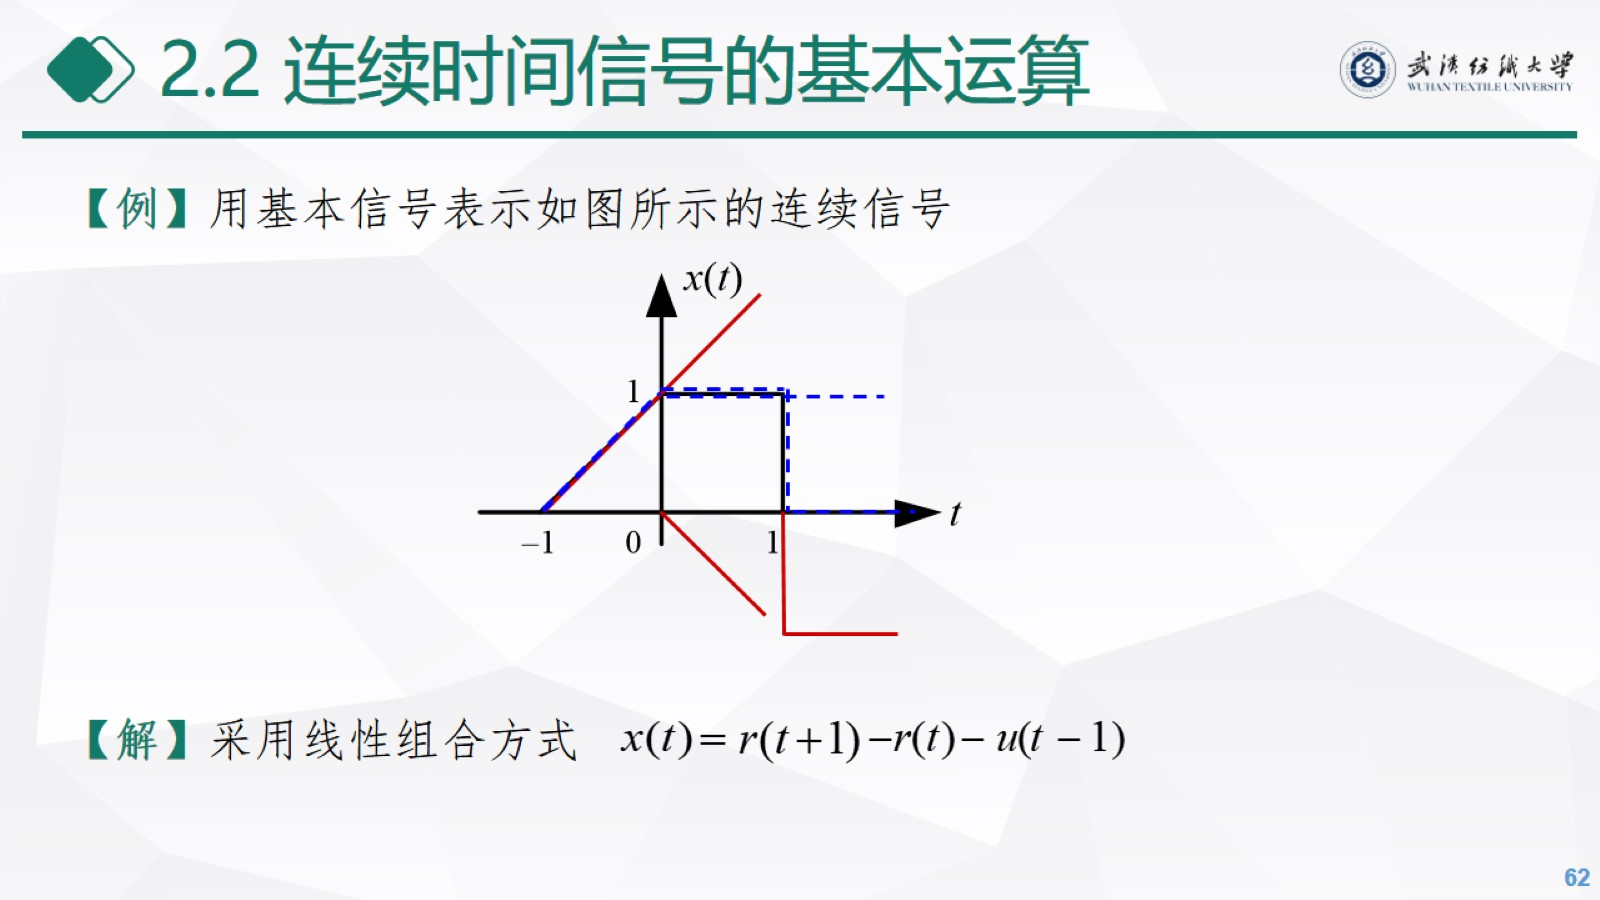 2.2 连续时间信号的基本运算
武汉纺织大学
WUHAN TEXTILE UNIVERSITY
【例】用基本信号表示如图所示的连续信号
x(t)
1
t
–1 0 1
【解】采用线性组合方式 x(t) = r(t+1) −r(t) − u(t − 1)
62